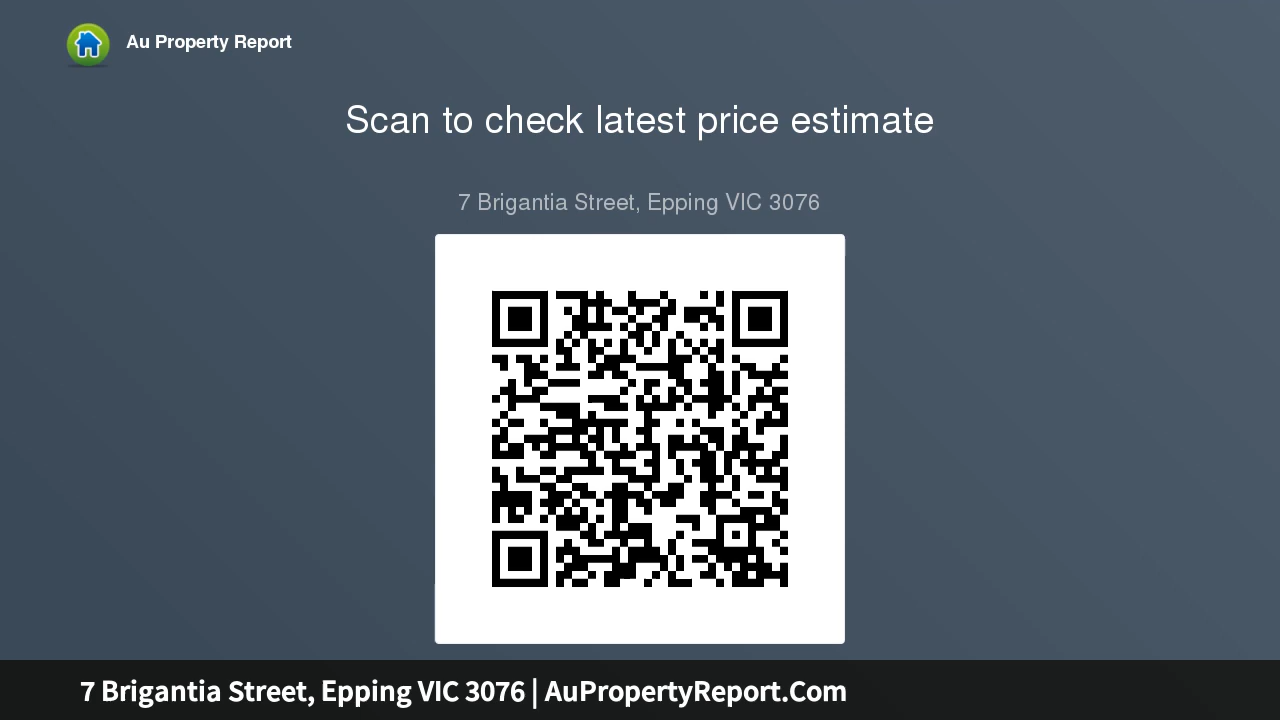 Au Property Report
Scan to check latest price estimate
7 Brigantia Street, Epping VIC 3076
7 Brigantia Street, Epping VIC 3076 | AuPropertyReport.Com